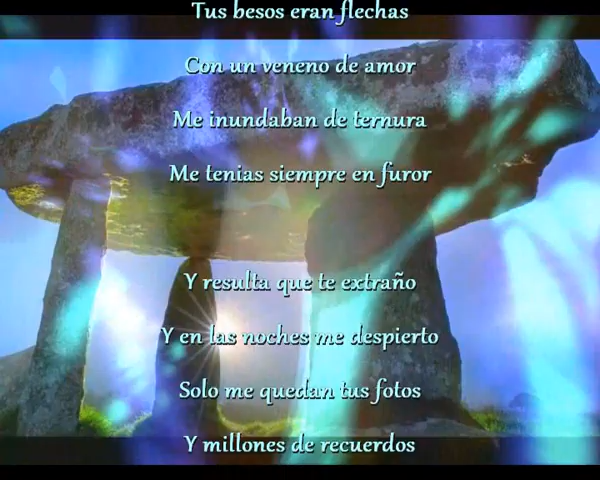 Tus besos eran flechas
Con un veneno de amor
Me inundaban de ternura
Me tenias siempre en furor
Y resulta que te extraño
Y en las noches me despierto
Solo me quedan tus fotos
Y millones de recuerdos